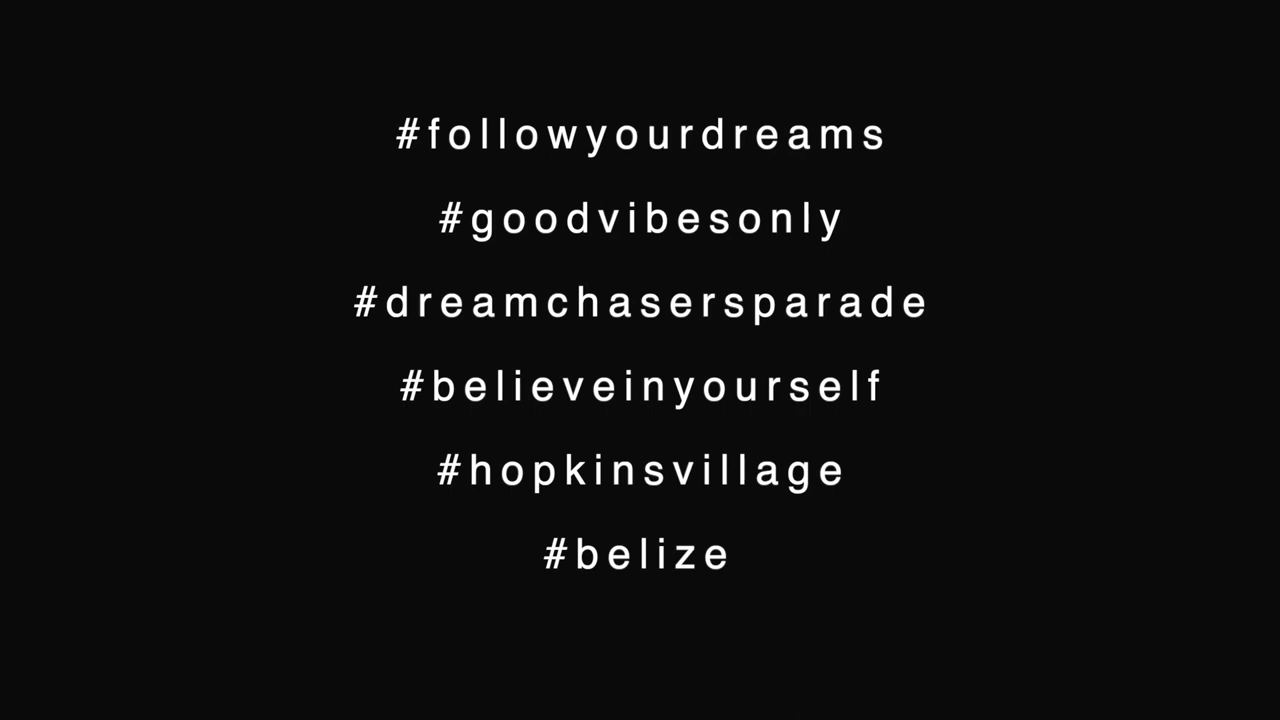 #followyourdreams
#goodvibesonly
#dreamchasersparade
#believeinyourself
#hopkinsvillage
#belize